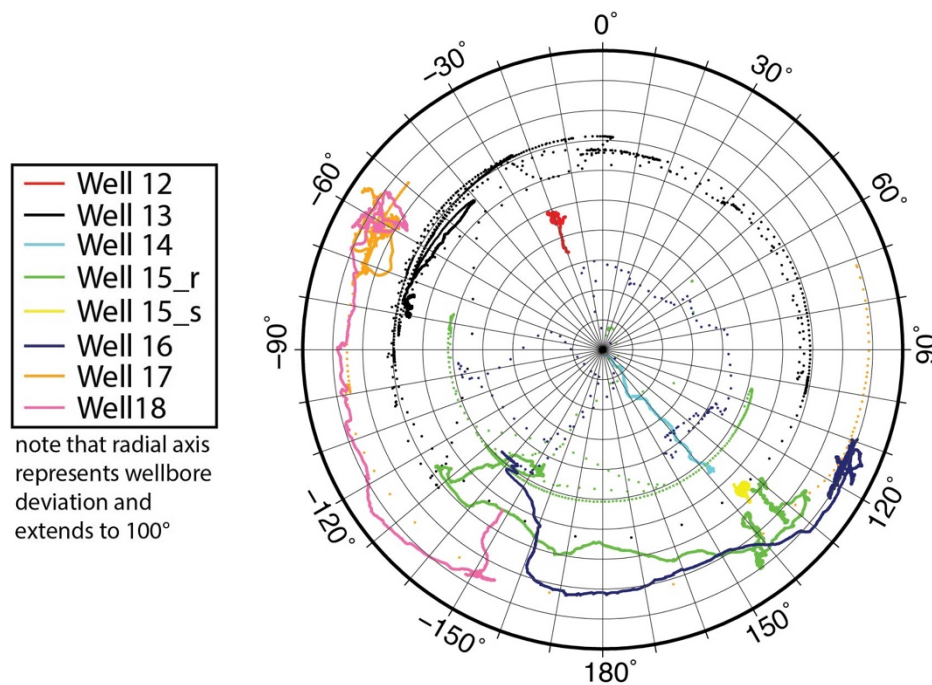 Well 12
Well 13
Well 14
Well 15_r
Well 15_s
Well 16
Well 17
Well18
note that radial axis
represents wellbore
deviation and
extends to 100°
0°
30°
60°
90°
120°
150°
180°
−150°
−120°
−90°
−60°
−30°